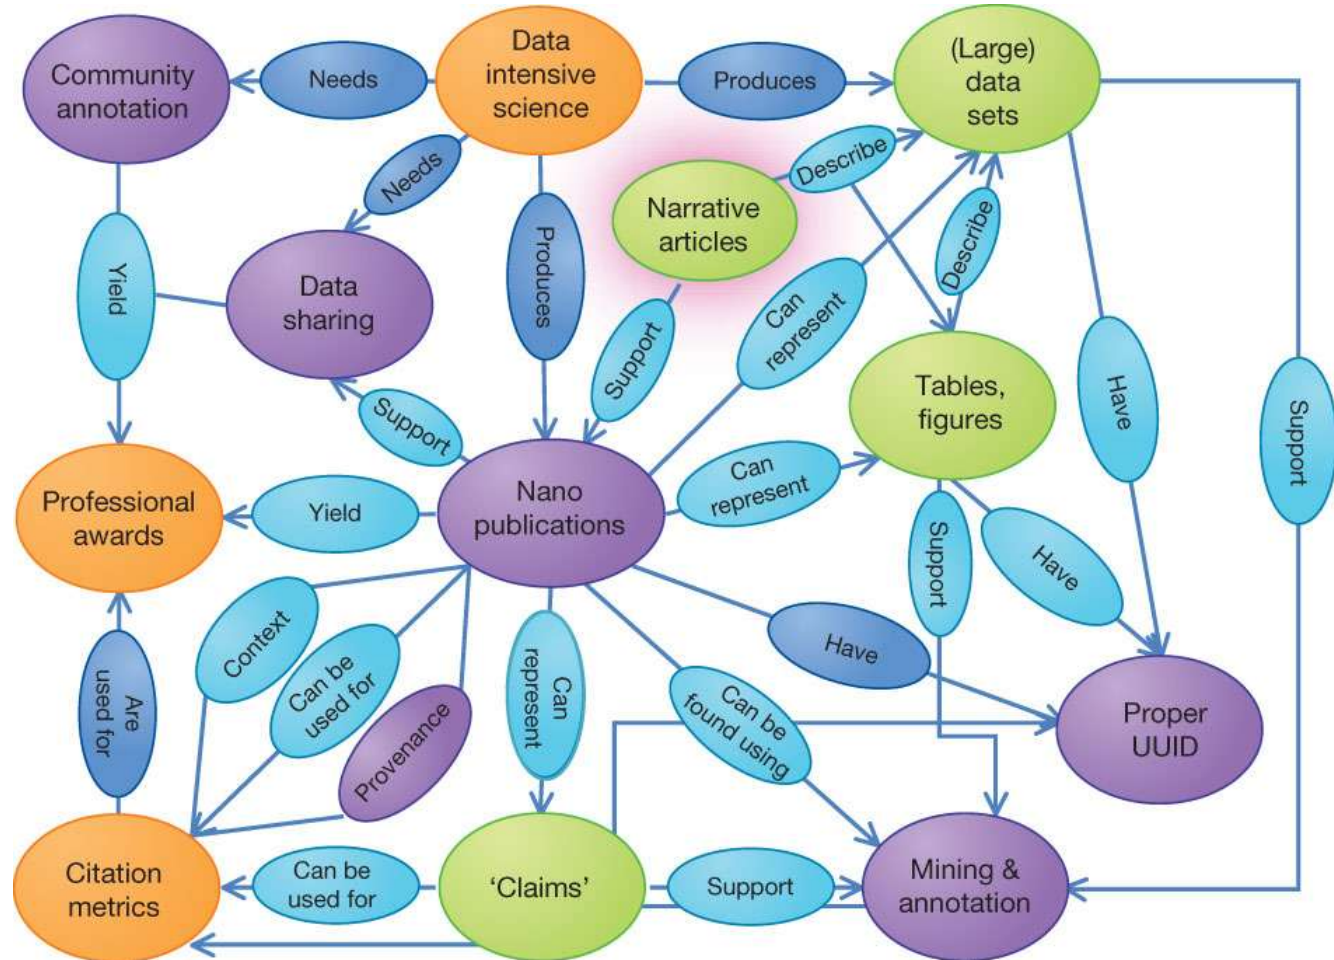 Community
annotation
Needs
Data
intensive
science
Produces
(Large)
data
sets
Needs
Describe
Narrative
articles
Yield
Data
sharing
Produces
Describe
Can
represent
Support
Tables,
figures
Have
Support
Support
Professional
awards
Yield
Nano
publications
Can
represent
Support
Have
Context
Can be
used for
Provenance
Are
used for
Can
represent
Can be
found using
Have
Proper
UUID
Citation
metrics
Can be
used for
‘Claims’
Support
Mining &
annotation